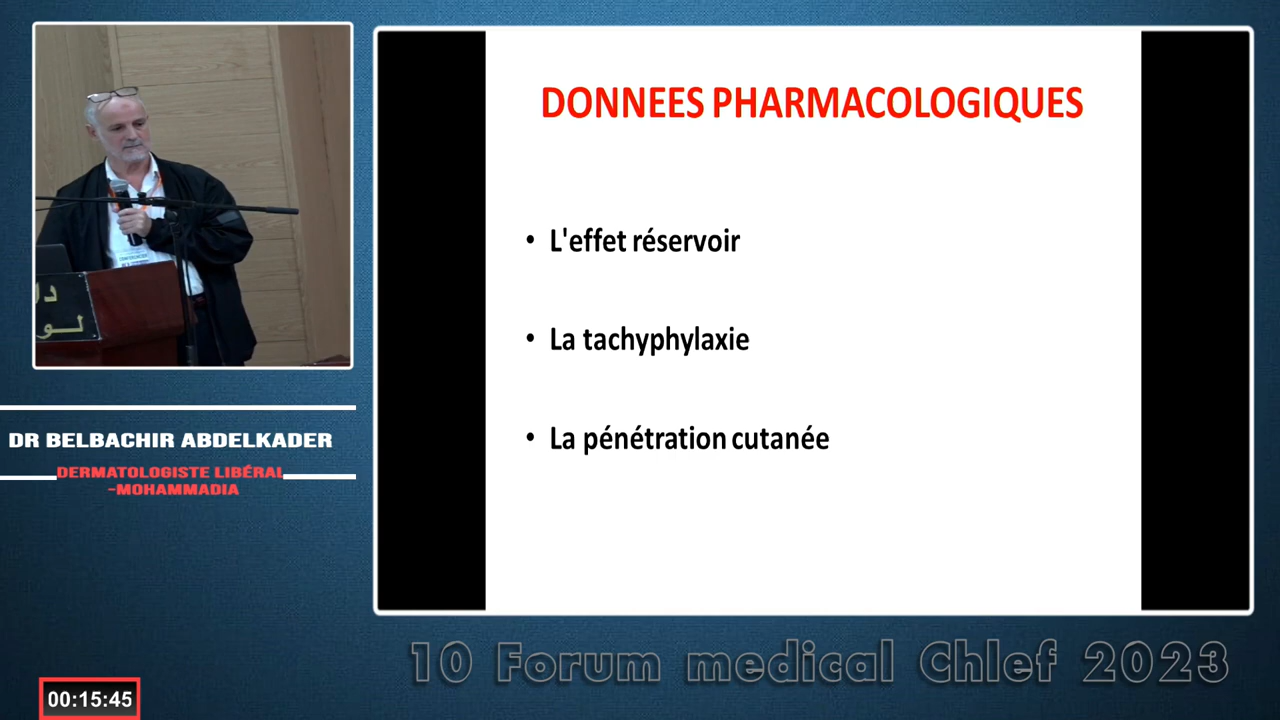 DONNEES PHARMACOLOGIQUES
• L'effet réservoir
• La tachyphylaxie
• La pénétration cutanée
DR BELBACHIR ABDELKADER
DERMATOLOGISTE LIBÉRAL
-MOHAMMADIA
10 Forum medical Chlef 2023
00:15:45